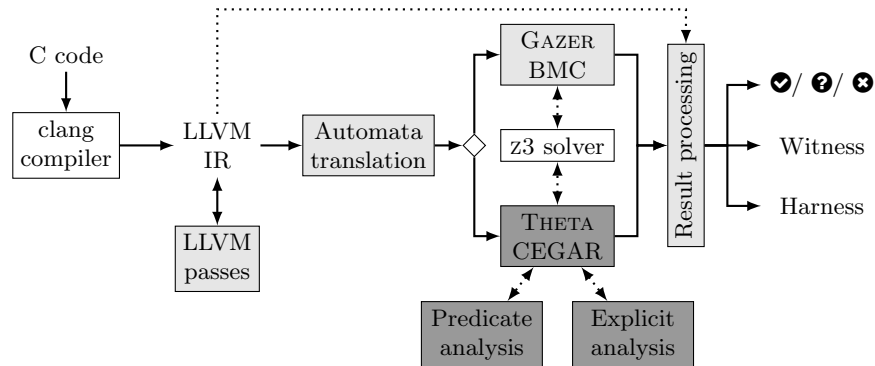 C code
clang
compiler
LLVM
IR
LLVM
passes
Automata
translation
GAZER
BMC
z3 solver
THETA
CEGAR
Predicate
analysis
Explicit
analysis
Result processing
✔/ ?/ ✖
Witness
Harness